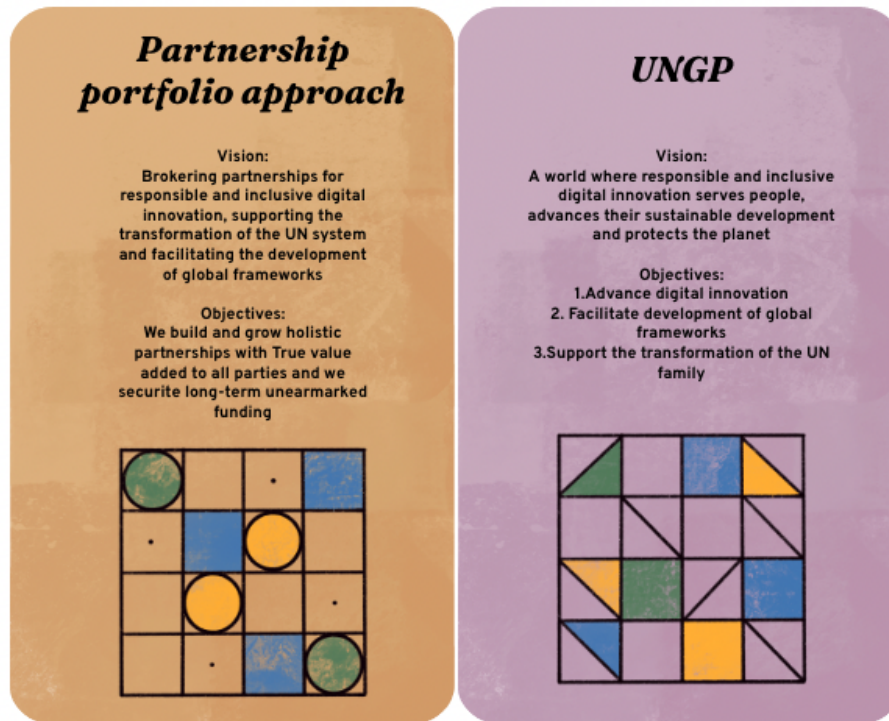 Partnership
portfolio approach
Vision:
Brokering partnerships for
responsible and inclusive digital
innovation, supporting the
transformation of the UN system
and facilitating the development
of global frameworks
Objectives:
We build and grow holistic
partnerships with True value
added to all parties and we
securite long-term unearmarked
funding
UNGP
Vision:
A world where responsible and inclusive
digital innovation serves people,
advances their sustainable development
and protects the planet
Objectives:
1.Advance digital innovation
2. Facilitate development of global
frameworks
3.Support the transformation of the UN
family